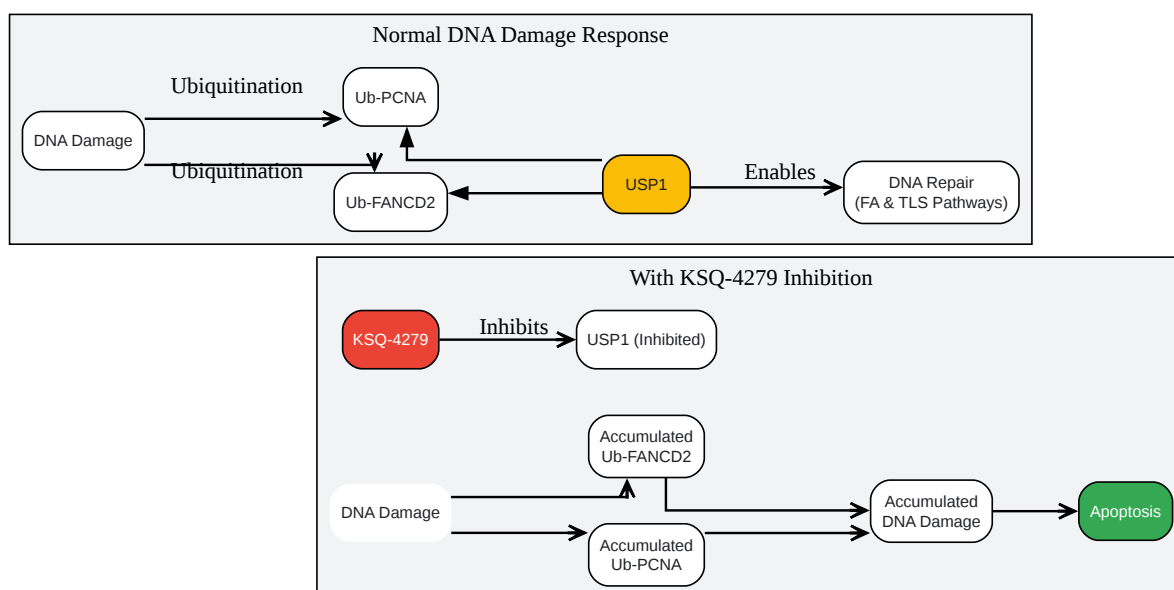 Normal DNA Damage Response
Ubiquitination
Ub-PCNA
DNA Damage
Ubiquitination
Ub-FANCD2
USP1
Enables
DNA Repair
(FA & TLS Pathways)
With KSQ-4279 Inhibition
KSQ-4279
Inhibits
USP1 (Inhibited)
Accumulated
Ub-FANCD2
DNA Damage
Accumulated
Ub-PCNA
Accumulated
DNA Damage
Apoptosis